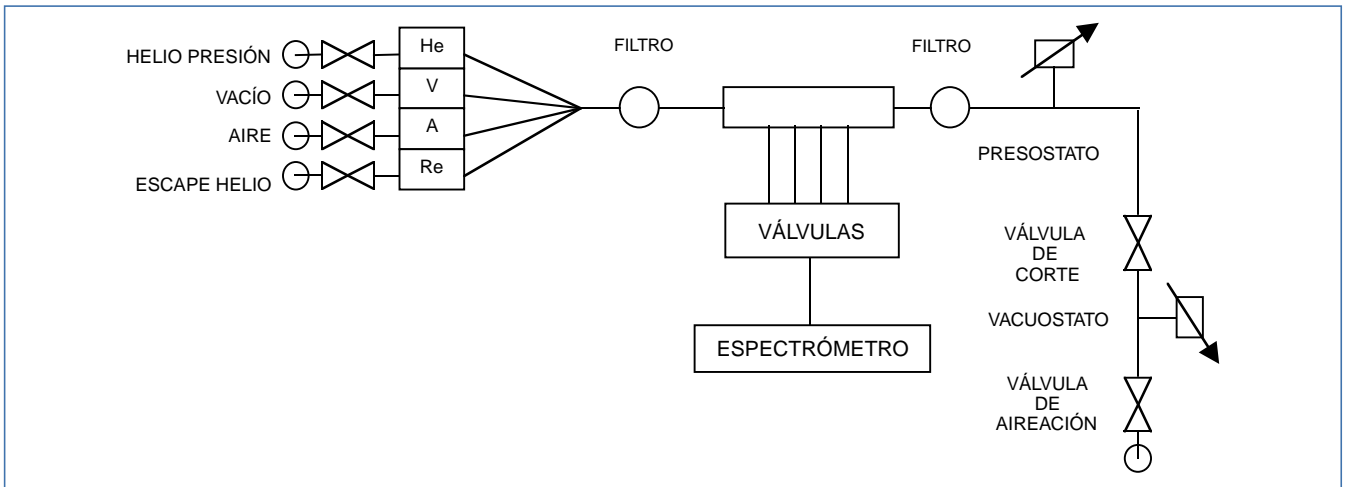 HELIO PRESIÓN
He
FILTRO
FILTRO
VACÍO
V
AIRE
A
ESCAPE HELIO
Re
PRESOSTATO
VÁLVULAS
VÁLVULA
DE
CORTE
VACUOSTATO
ESPECTRÓMETRO
VÁLVULA
DE
AIREACIÓN